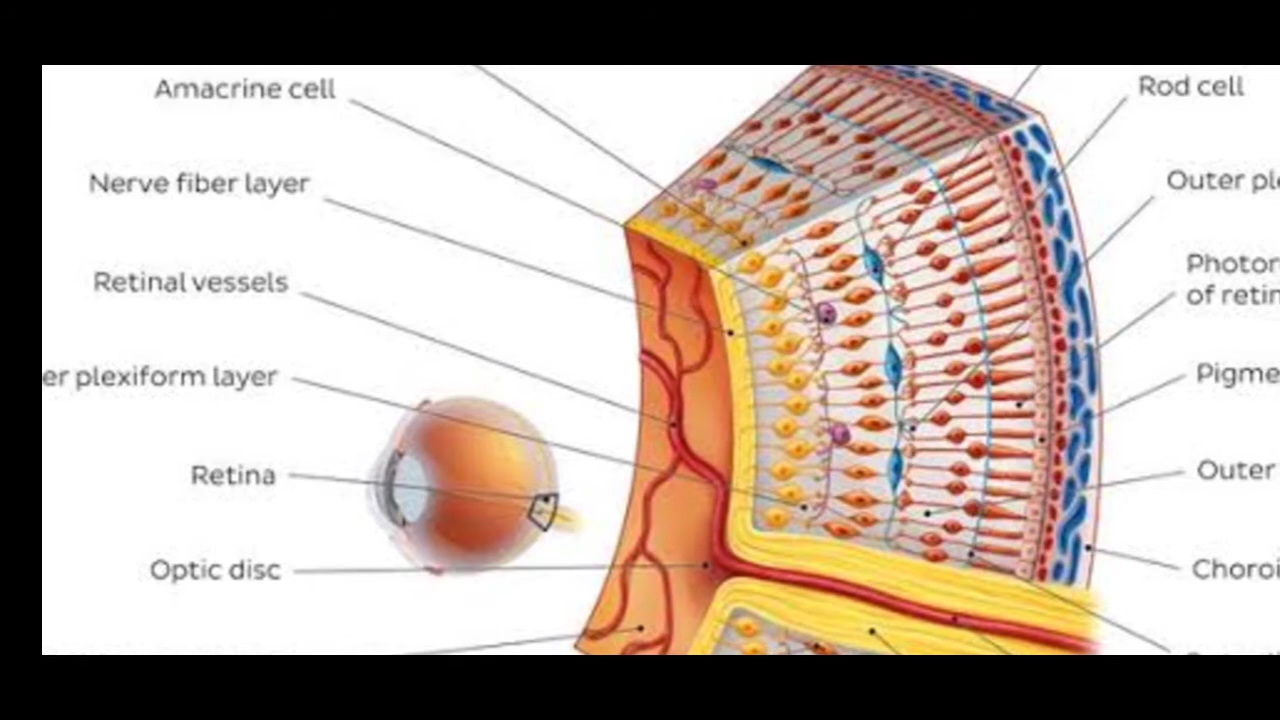 Amacrine cell
Nerve fiber layer
Retinal vessels
er plexiform layer
Retina
Optic disc
Rod cell
Outer ple
Photor
of retin
Pigme
Outer
Choroi